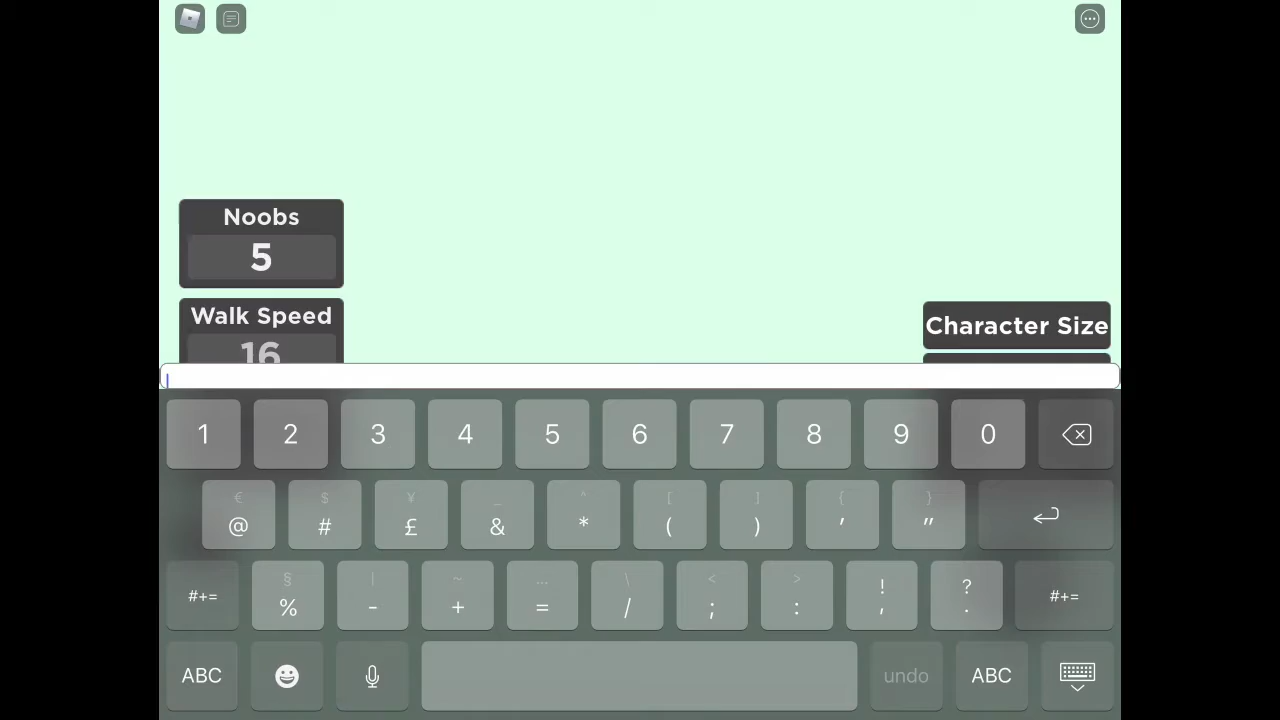 Noobs
5
Walk Speed
16
Character Size
1 2 3 4 5 6 7 8 9 0
€ $ ¥ _ ^ [ ] { }
@ # £ & * ( ) ' "
§ | ~ … \ < > ! ?
#+= % - + = / ; : , . #+=
ABC undo ABC